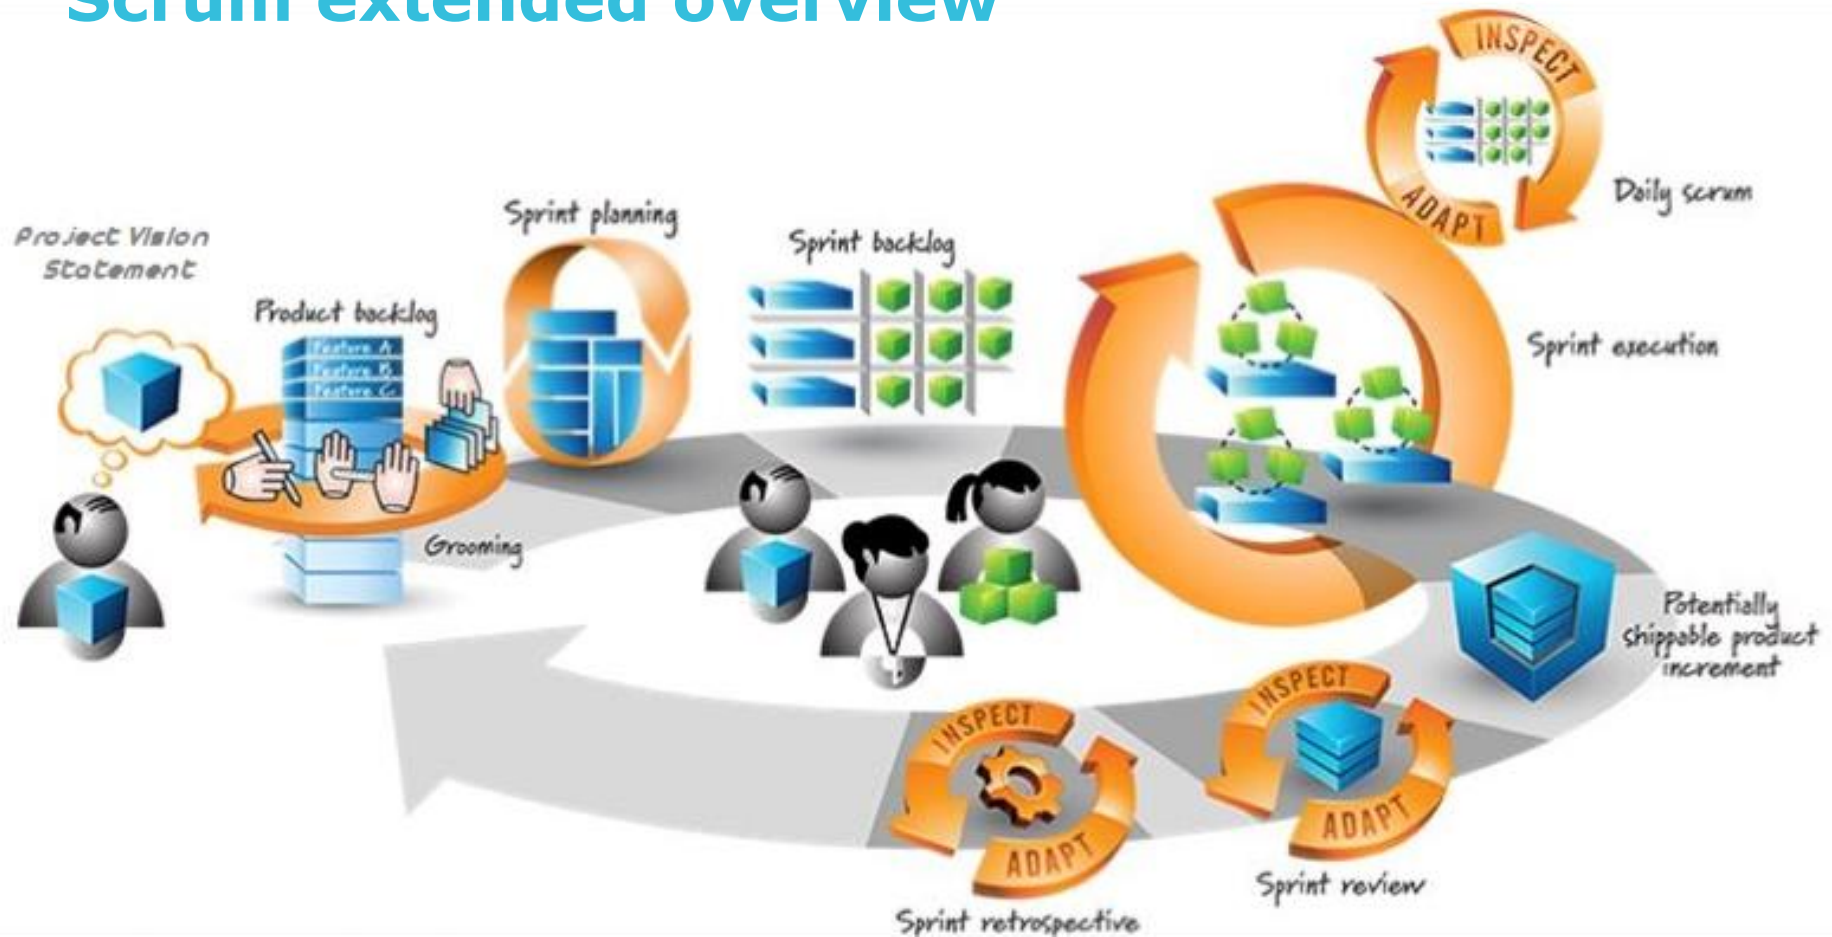 Scrum extended overview
INSPECT
ADAPT
Daily scrum
Sprint planning
Project Vision
Statement
Sprint backlog
Product backlog
Feature A
Feature B
Feature C
Sprint execution
Grooming
Potentially
shippable product
increment
INSPECT
ADAPT
Sprint review
INSPECT
ADAPT
Sprint retrospective